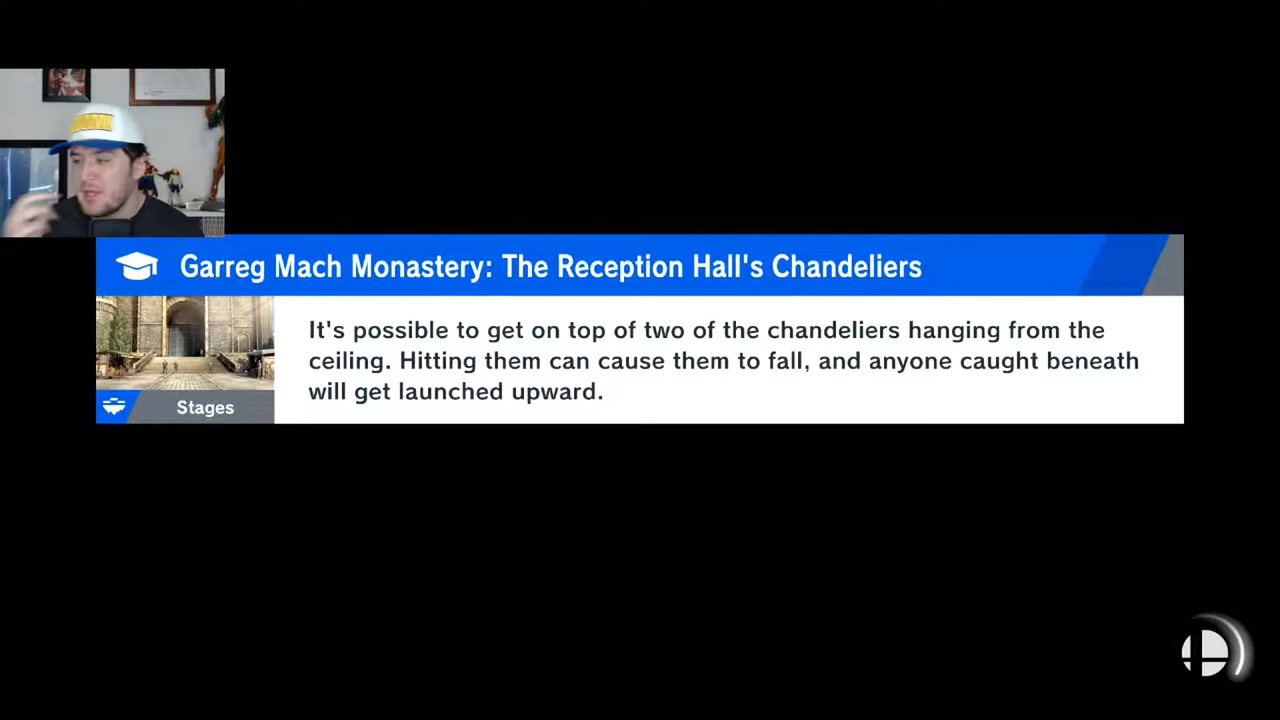 Garreg Mach Monastery: The Reception Hall's Chandeliers
It's possible to get on top of two of the chandeliers hanging from the
ceiling. Hitting them can cause them to fall, and anyone caught beneath
will get launched upward.
Stages